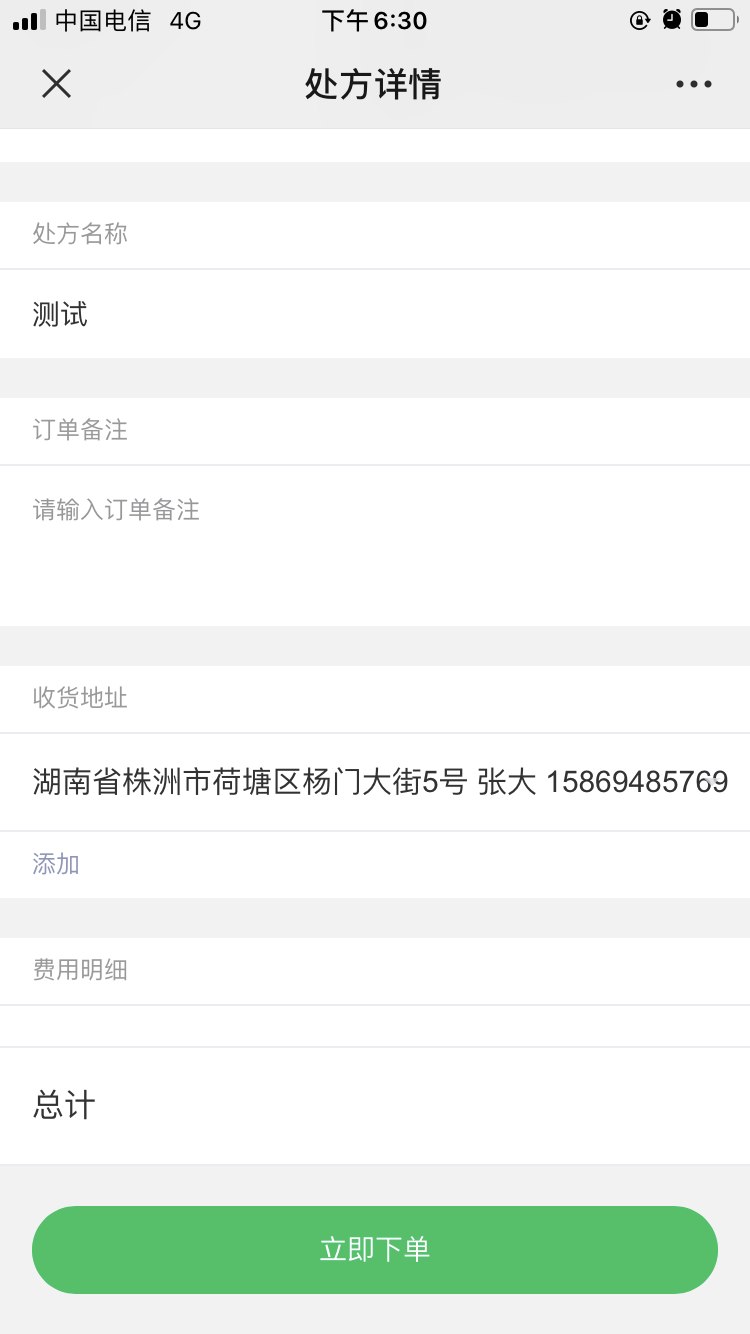 中国电信 4G 下午6:30
处方详情
处方名称
测试
订单备注
请输入订单备注
收货地址
湖南省株洲市荷塘区杨门大街5号 张大 15869485769
添加
费用明细
总计
立即下单